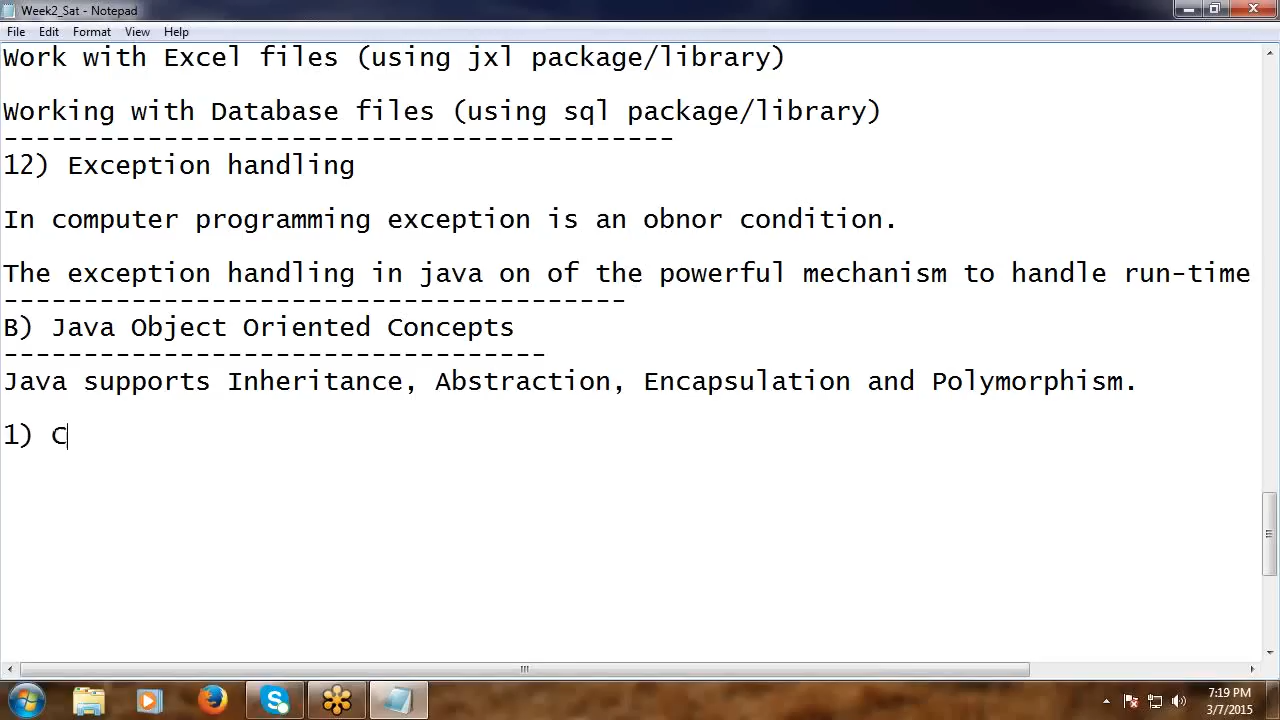 Week2_Sat - Notepad
File Edit Format View Help
Work with Excel files (using jxl package/library)
Working with Database files (using sql package/library)
------------------------------------------
12) Exception handling
In computer programming exception is an obnor condition.
The exception handling in java on of the powerful mechanism to handle run-time
---------------------------------------
B) Java Object Oriented Concepts
----------------------------------
Java supports Inheritance, Abstraction, Encapsulation and Polymorphism.
1) C
7:19 PM
3/7/2015